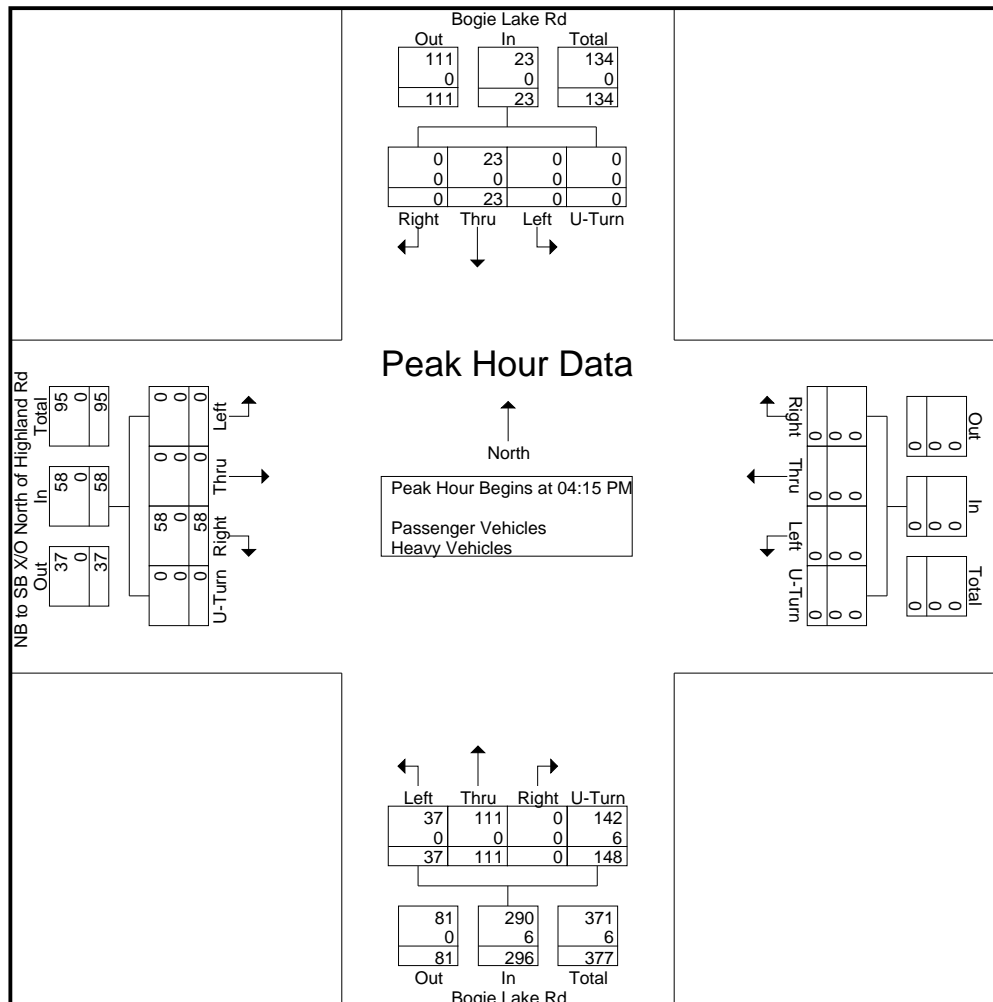 Bogie Lake Rd
Out In Total
111 23 134
0 0 0
111 23 134
0 23 0 0
0 0 0 0
0 23 0 0
Right Thru Left U-Turn
Peak Hour Data
North
Peak Hour Begins at 04:15 PM
Passenger Vehicles
Heavy Vehicles
NB to SB X/O North of Highland Rd
Out In Total
37 58 95
0 0 0
37 58 95
0 0 58 0
0 0 0 0
0 0 58 0
Left Thru Right U-Turn
Right Thru Left U-Turn
0 0 0 0
0 0 0 0
0 0 0 0
Out In Total
0 0 0
0 0 0
0 0 0
Left Thru Right U-Turn
37 111 0 142
0 0 0 6
37 111 0 148
81 290 371
0 6 6
81 296 377
Out In Total
Bogie Lake Rd